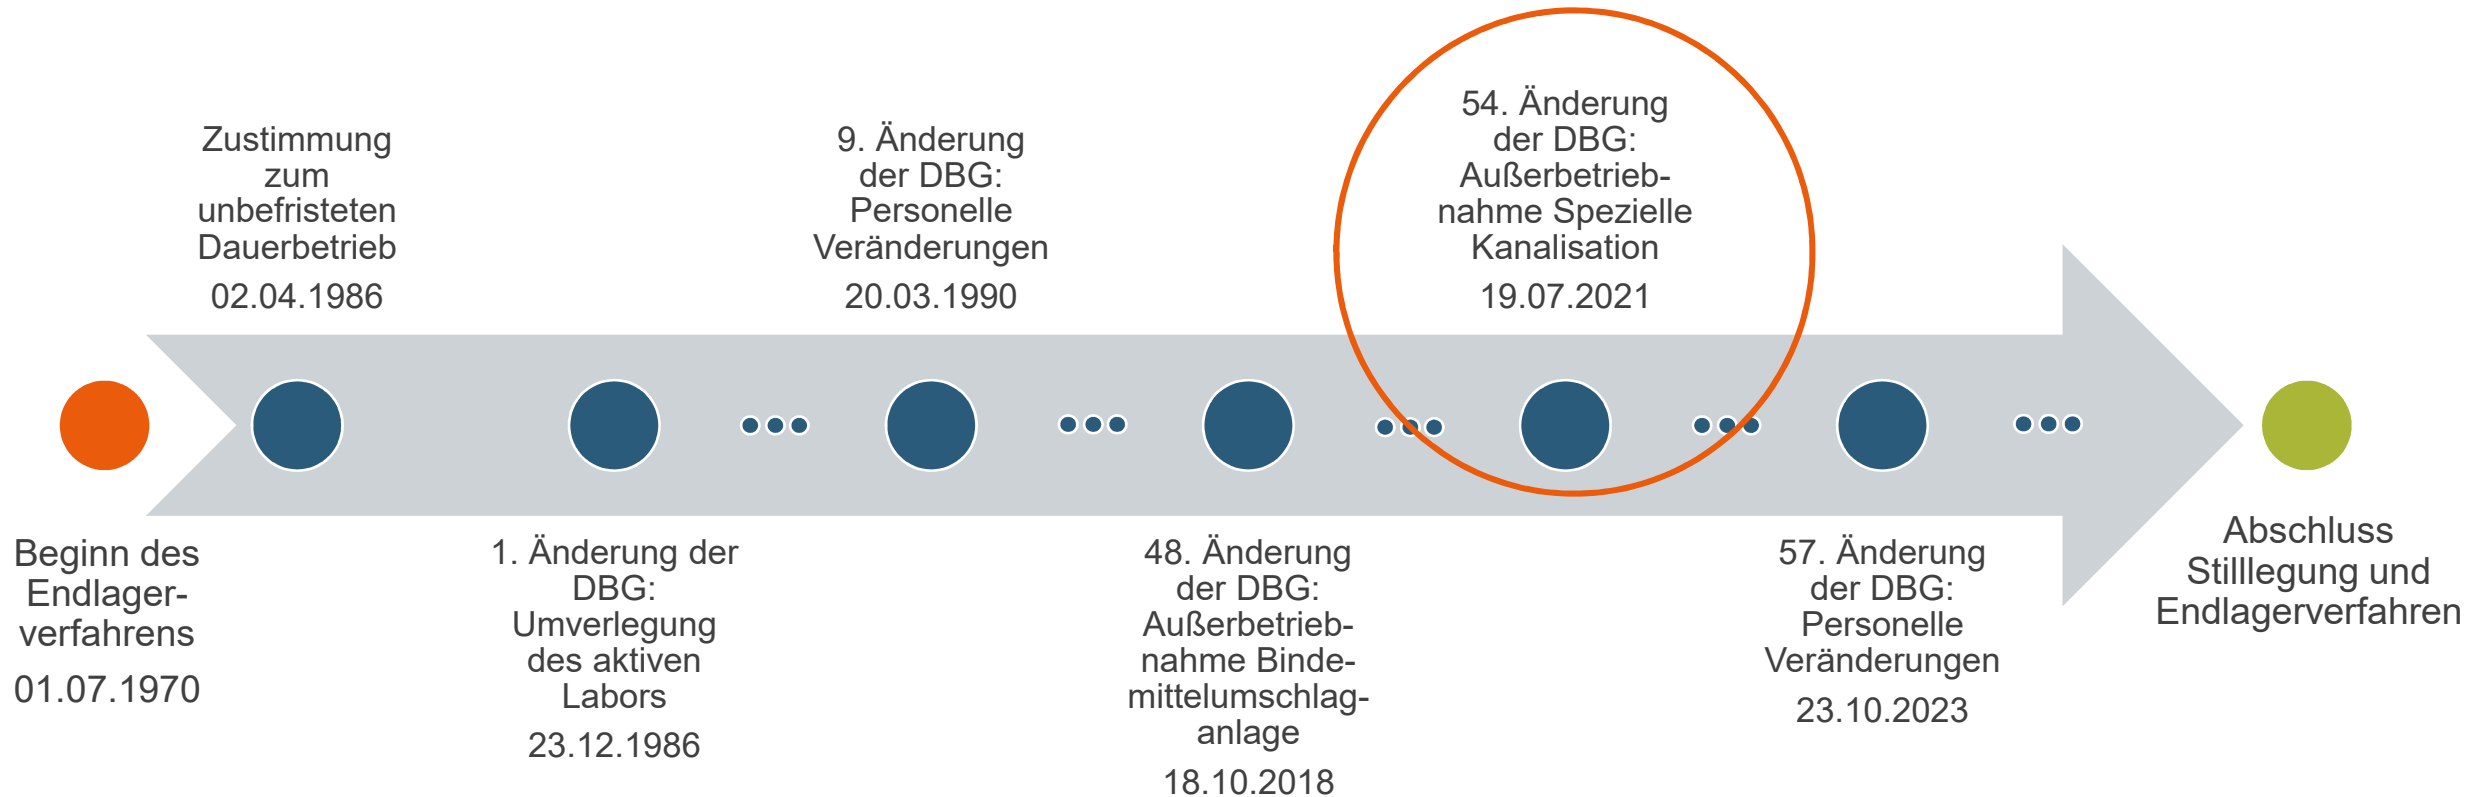 Beginn des
Endlager-
verfahrens
01.07.1970
Zustimmung
zum
unbefristeten
Dauerbetrieb
02.04.1986
1. Änderung der
DBG:
Umverlegung
des aktiven
Labors
23.12.1986
9. Änderung
der DBG:
Personelle
Veränderungen
20.03.1990
48. Änderung
der DBG:
Außerbetrieb-
nahme Binde-
mittelumschlag-
anlage
18.10.2018
54. Änderung
der DBG:
Außerbetrieb-
nahme Spezielle
Kanalisation
19.07.2021
57. Änderung
der DBG:
Personelle
Veränderungen
23.10.2023
Abschluss
Stilllegung und
Endlagerverfahren